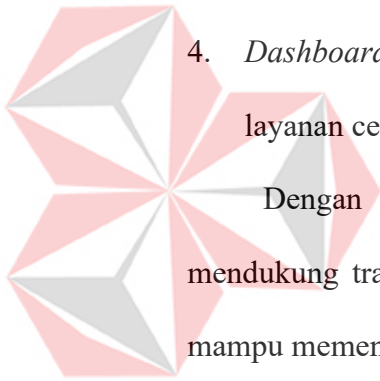 4. Dashboard
layanan ce
Dengan
mendukung tra
mampu memen